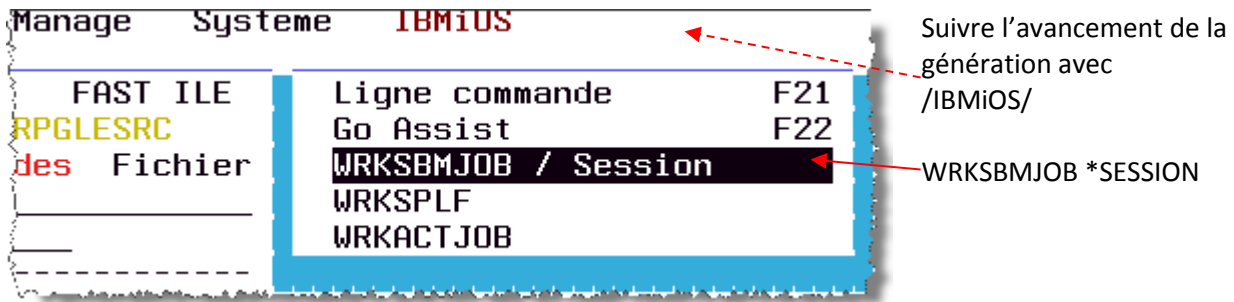 Manage Systeme IBMiOS
FAST ILE
RPGLESRC
des Fichier
Ligne commande F21
Go Assist F22
WRKSBMJOB / Session
WRKSPLF
WRKACTJOB
Suivre l’avancement de la
génération avec
/IBMiOS/
WRKSBMJOB *SESSION